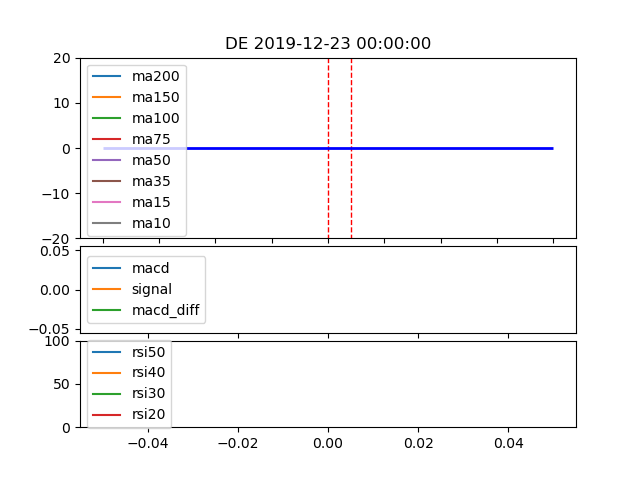 DE 2019-12-23 00:00:00
20
10
0
−10
−20
ma200
ma150
ma100
ma75
ma50
ma35
ma15
ma10
0.05
0.00
−0.05
macd
signal
macd_diff
100
50
0
rsi50
rsi40
rsi30
rsi20
−0.04 −0.02 0.00 0.02 0.04